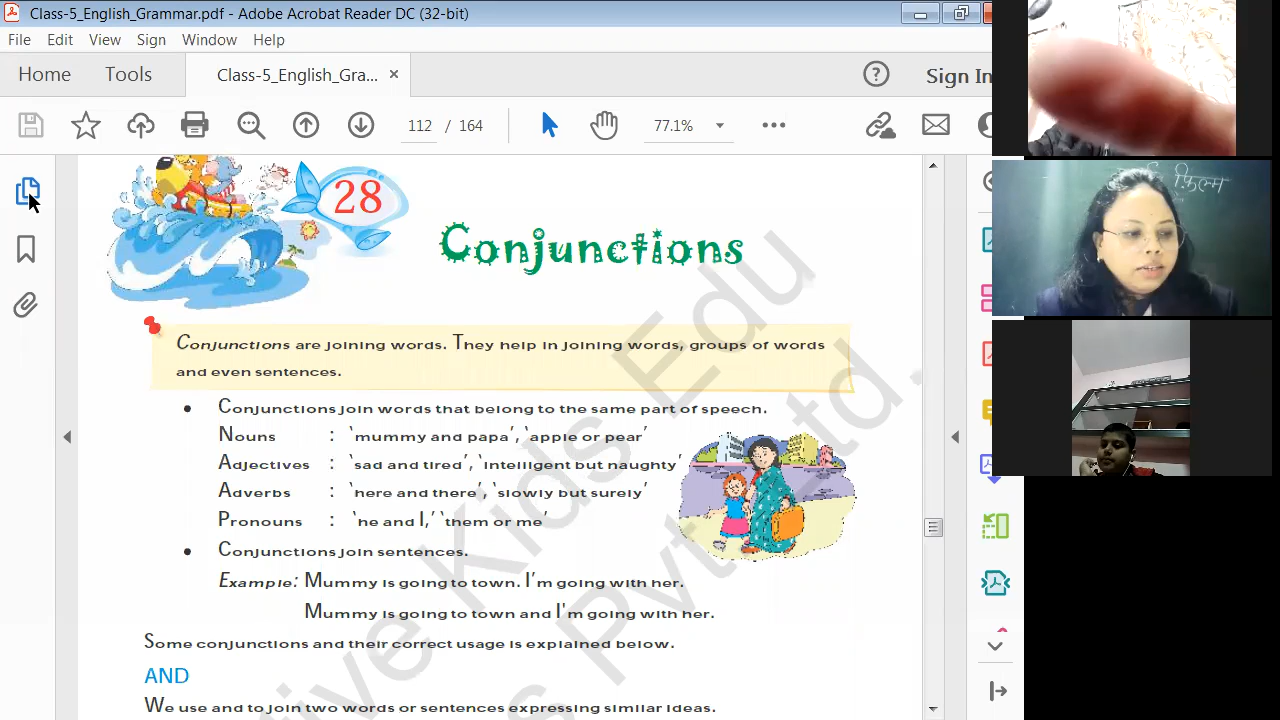 Class-5_English_Grammar.pdf - Adobe Acrobat Reader DC (32-bit)
File Edit View Sign Window Help
Home Tools Class-5_English_Gra... × Sign In
112 / 164 77.1%
28
Conjunctions
Conjunctions are joining words. They help in joining words, groups of words
and even sentences.
• Conjunctions join words that belong to the same part of speech.
Nouns : 'mummy and papa', 'apple or pear'
Adjectives : 'sad and tired', 'intelligent but naughty'
Adverbs : 'here and there', 'slowly but surely'
Pronouns : 'he and I,' 'them or me'
• Conjunctions join sentences.
Example: Mummy is going to town. I'm going with her.
Mummy is going to town and I'm going with her.
Some conjunctions and their correct usage is explained below.
AND
We use and to join two words or sentences expressing similar ideas.
Kids Edu
Pvt Ltd.
फ़िल्म